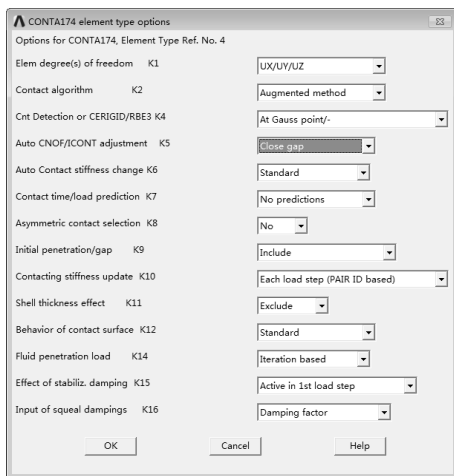 CONTA174 element type options
Options for CONTA174, Element Type Ref. No. 4
Elem degree(s) of freedom K1 UX/UY/UZ
Contact algorithm K2 Augmented method
Cnt Detection or CERIGID/RBE3 K4 At Gauss point/-
Auto CNOF/ICONT adjustment K5 Close gap
Auto Contact stiffness change K6 Standard
Contact time/load prediction K7 No predictions
Asymmetric contact selection K8 No
Initial penetration/gap K9 Include
Contacting stiffness update K10 Each load step (PAIR ID based)
Shell thickness effect K11 Exclude
Behavior of contact surface K12 Standard
Fluid penetration load K14 Iteration based
Effect of stabiliz. damping K15 Active in 1st load step
Input of squeal dampings K16 Damping factor
OK Cancel Help